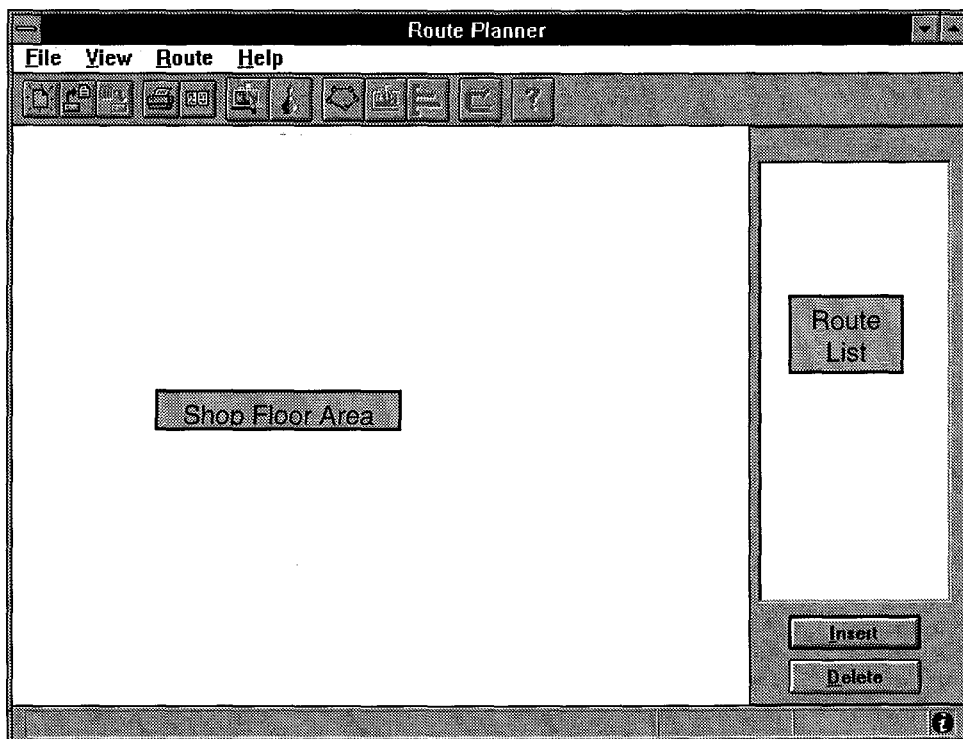 Route Planner
File View Route Help
Route
List
Shop Floor Area
Insert
Delete